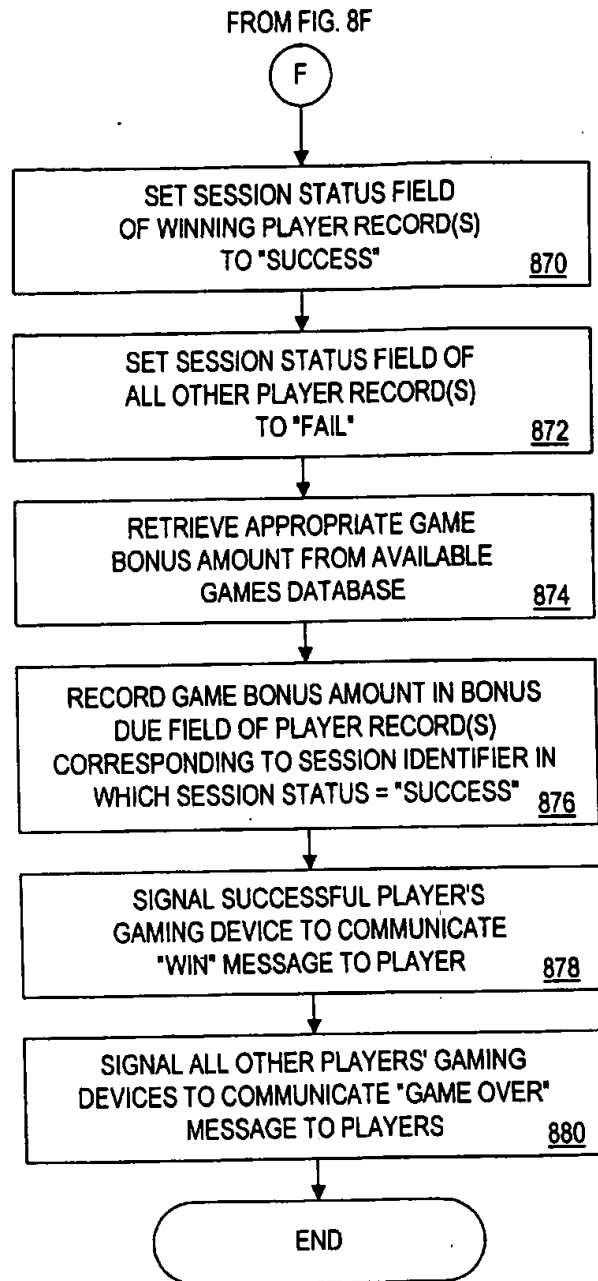 FROM FIG. 8F
F
SET SESSION STATUS FIELD
OF WINNING PLAYER RECORD(S)
TO "SUCCESS"
870
SET SESSION STATUS FIELD OF
ALL OTHER PLAYER RECORD(S)
TO "FAIL"
872
RETRIEVE APPROPRIATE GAME
BONUS AMOUNT FROM AVAILABLE
GAMES DATABASE
874
RECORD GAME BONUS AMOUNT IN BONUS
DUE FIELD OF PLAYER RECORD(S)
CORRESPONDING TO SESSION IDENTIFIER IN
WHICH SESSION STATUS = "SUCCESS"
876
SIGNAL SUCCESSFUL PLAYER'S
GAMING DEVICE TO COMMUNICATE
"WIN" MESSAGE TO PLAYER
878
SIGNAL ALL OTHER PLAYERS' GAMING
DEVICES TO COMMUNICATE "GAME OVER"
MESSAGE TO PLAYERS
880
END